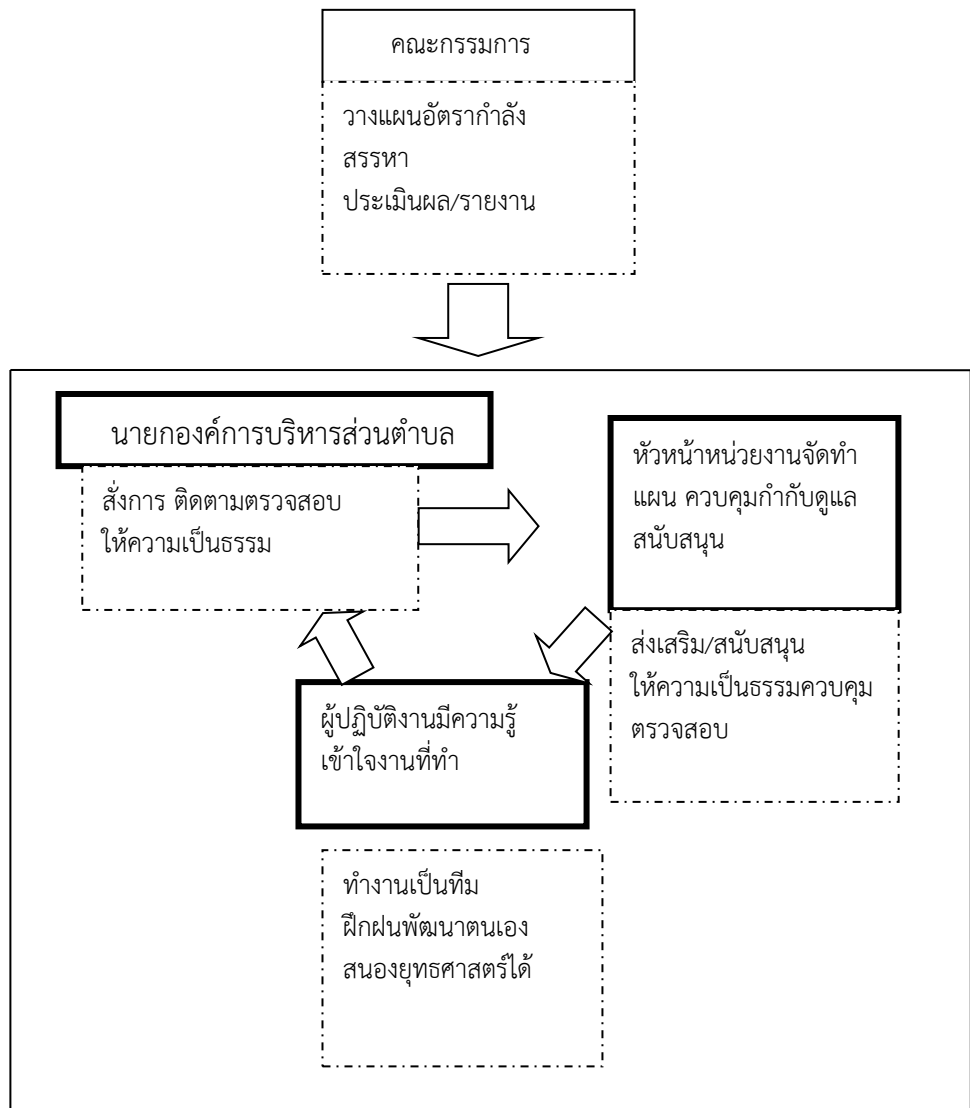 คณะกรรมการ
วางแผนอัตรากำลัง
สรรหา
ประเมินผล/รายงาน
นายกองค์การบริหารส่วนตำบล
สั่งการ ติดตามตรวจสอบ
ให้ความเป็นธรรม
หัวหน้าหน่วยงานจัดทำ
แผน ควบคุมกำกับดูแล
สนับสนุน
ส่งเสริม/สนับสนุน
ให้ความเป็นธรรมควบคุม
ตรวจสอบ
ผู้ปฏิบัติงานมีความรู้
เข้าใจงานที่ทำ
ทำงานเป็นทีม
ฝึกฝนพัฒนาตนเอง
สนองยุทธศาสตร์ได้